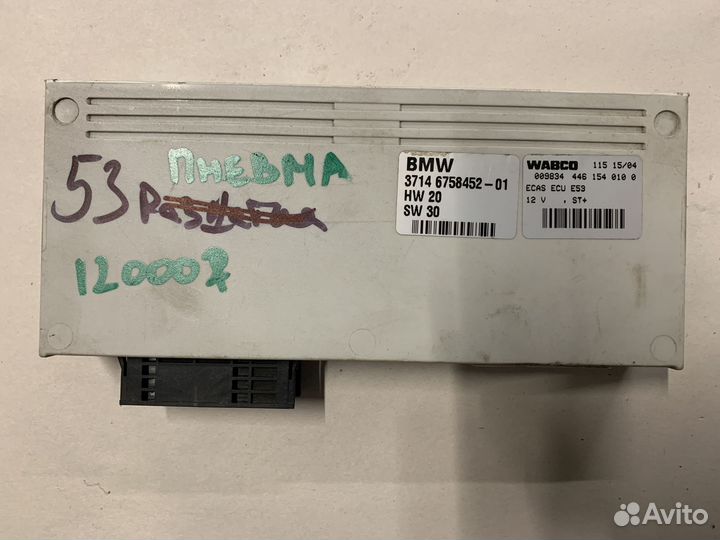 53
ПНЕВМА
12000
BMW
3714 6758452-01
HW 20
SW 30
WABCO 115 15/04
009834 446 154 010 0
ECAS ECU E53
12 V , ST+
Avito